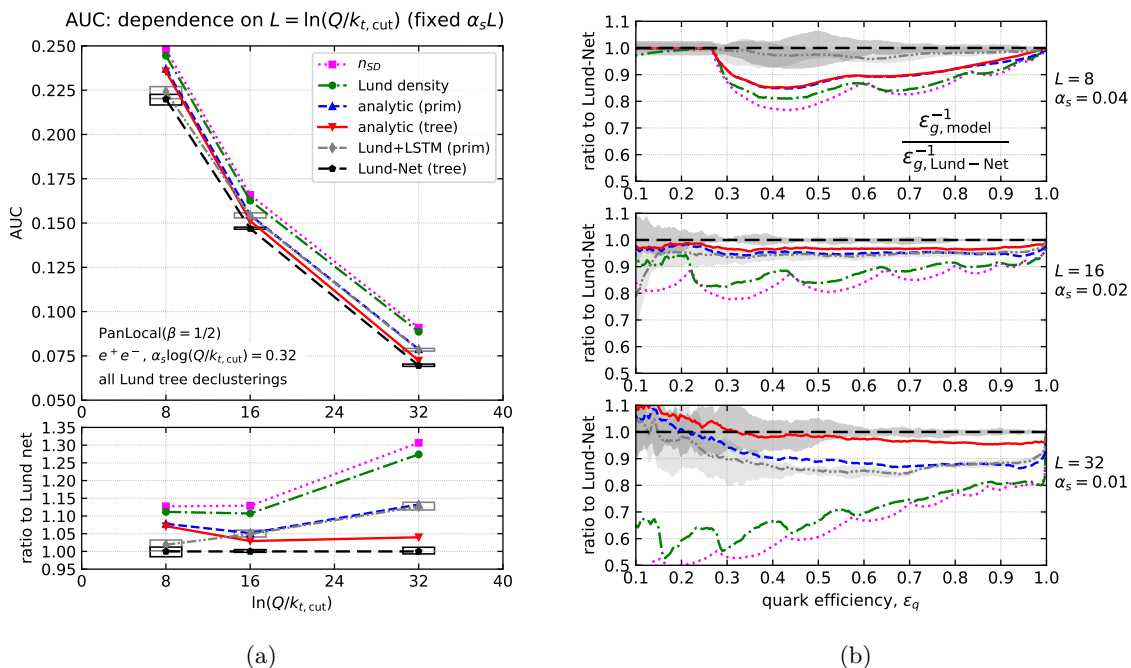 AUC: dependence on L = ln(Q/k_{t,cut}) (fixed α_sL)
AUC
0.250
0.225
0.200
0.175
0.150
0.125
0.100
0.075
0.050
n_{SD}
Lund density
analytic (prim)
analytic (tree)
Lund+LSTM (prim)
Lund-Net (tree)
PanLocal(β = 1/2)
e⁺e⁻, α_slog(Q/k_{t,cut}) = 0.32
all Lund tree declusterings
0 8 16 24 32 40
ratio to Lund net
1.35
1.30
1.25
1.20
1.15
1.10
1.05
1.00
0.95
0 8 16 24 32 40
ln(Q/k_{t,cut})
(a)
ratio to Lund-Net
1.1
1.0
0.9
0.8
0.7
0.6
0.5
ε^{-1}_{g,model}
ε^{-1}_{g,Lund−Net}
0.1 0.2 0.3 0.4 0.5 0.6 0.7 0.8 0.9 1.0
L = 8
α_s = 0.04
ratio to Lund-Net
1.1
1.0
0.9
0.8
0.7
0.6
0.5
0.1 0.2 0.3 0.4 0.5 0.6 0.7 0.8 0.9 1.0
L = 16
α_s = 0.02
ratio to Lund-Net
1.1
1.0
0.9
0.8
0.7
0.6
0.5
0.1 0.2 0.3 0.4 0.5 0.6 0.7 0.8 0.9 1.0
L = 32
α_s = 0.01
quark efficiency, ε_q
(b)